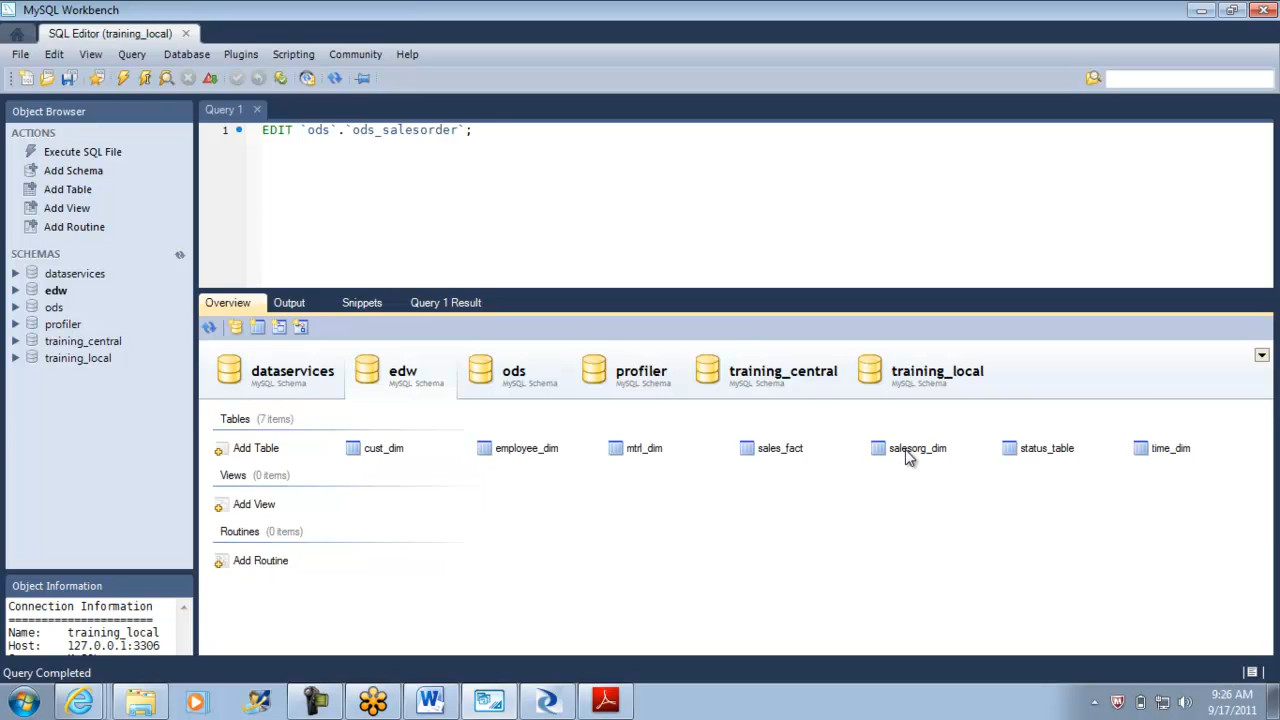 MySQL Workbench
SQL Editor (training_local)
File Edit View Query Database Plugins Scripting Community Help
Object Browser
ACTIONS
Execute SQL File
Add Schema
Add Table
Add View
Add Routine
SCHEMAS
dataservices
edw
ods
profiler
training_central
training_local
Object Information
Connection Information
======================
Name: training_local
Host: 127.0.0.1:3306
Query 1
1 EDIT `ods`.`ods_salesorder`;
Overview Output Snippets Query 1 Result
dataservices edw ods profiler training_central training_local
MySQL Schema MySQL Schema MySQL Schema MySQL Schema MySQL Schema MySQL Schema
Tables (7 items)
Add Table cust_dim employee_dim mtrl_dim sales_fact salesorg_dim status_table time_dim
Views (0 items)
Add View
Routines (0 items)
Add Routine
Query Completed
9:26 AM
9/17/2011